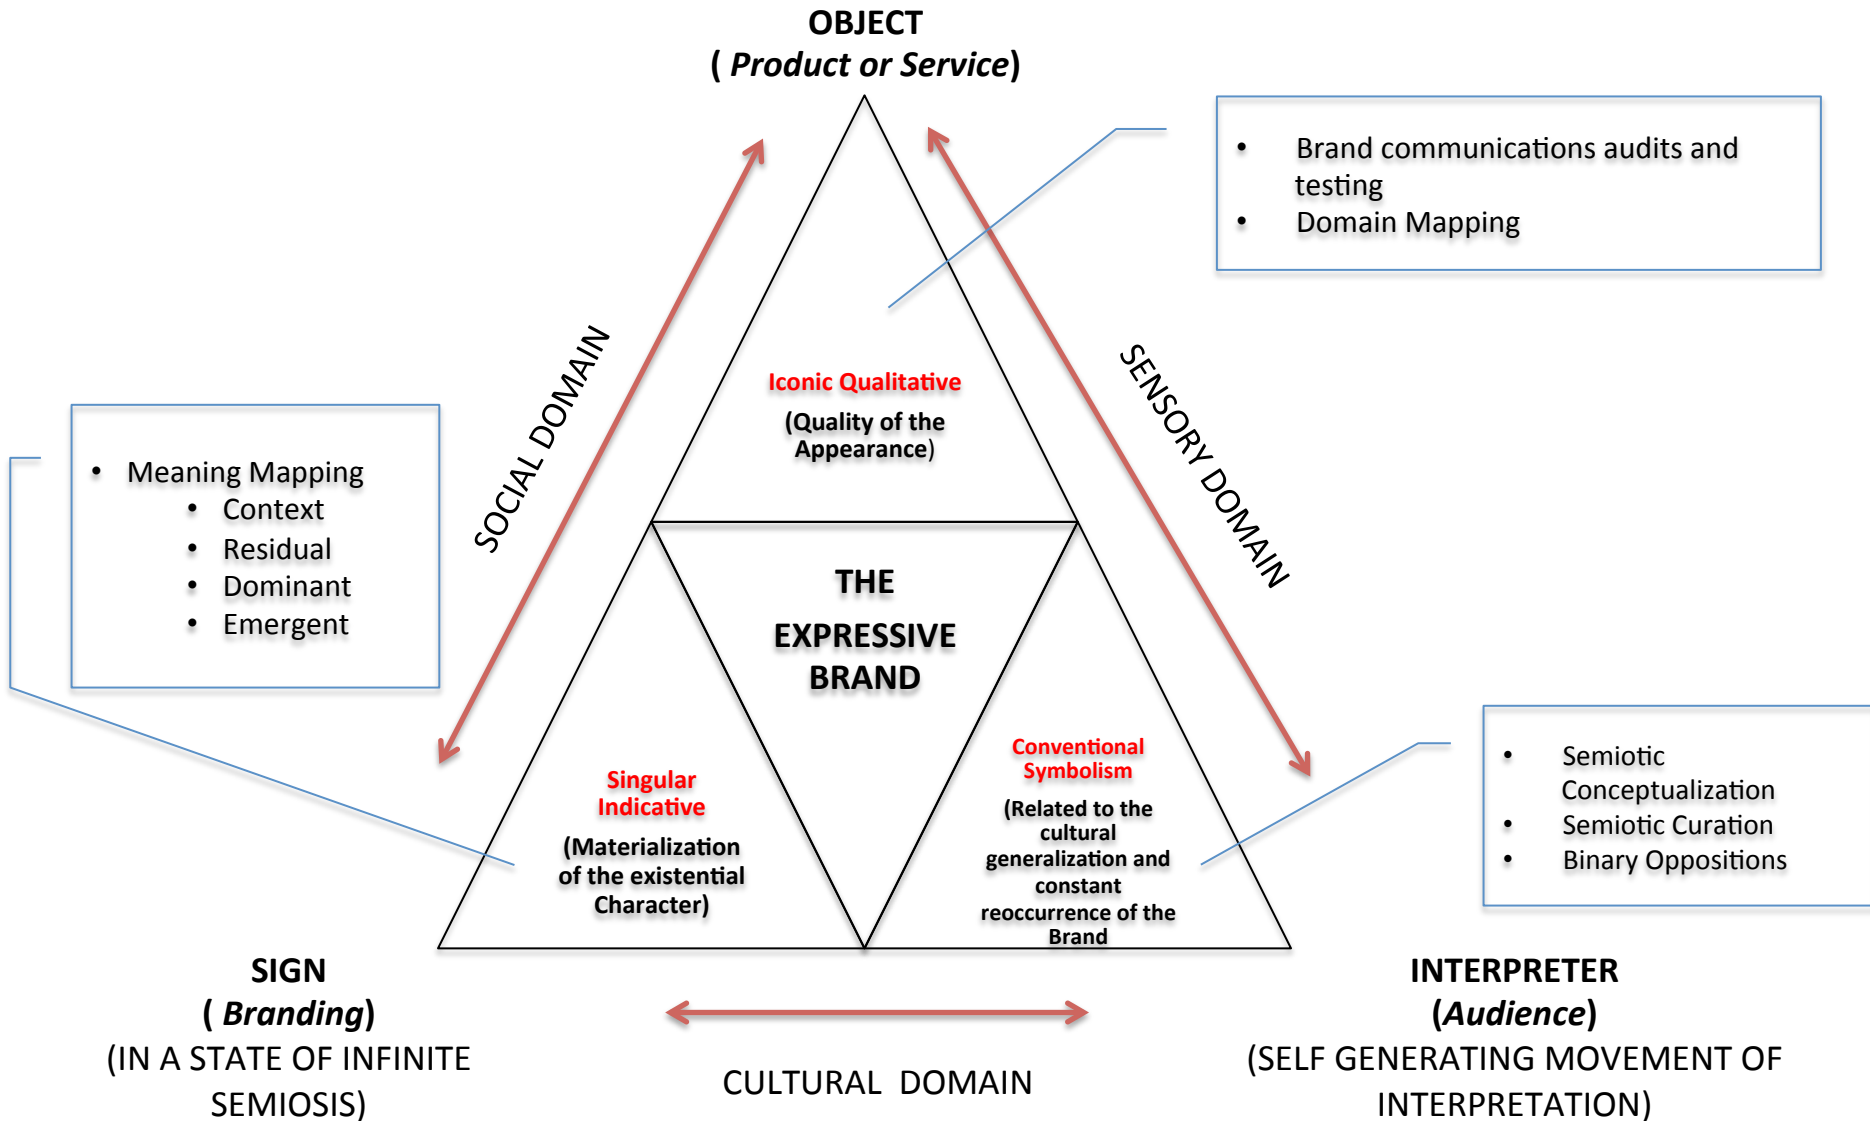 OBJECT
( Product or Service)
• Brand communications audits and
testing
• Domain Mapping
SOCIAL DOMAIN
SENSORY DOMAIN
Iconic Qualitative
(Quality of the
Appearance)
• Meaning Mapping
• Context
• Residual
• Dominant
• Emergent
THE
EXPRESSIVE
BRAND
Singular
Indicative
(Materialization
of the existential
Character)
Conventional
Symbolism
(Related to the
cultural
generalization and
constant
reoccurrence of the
Brand
• Semiotic
Conceptualization
• Semiotic Curation
• Binary Oppositions
SIGN
( Branding)
(IN A STATE OF INFINITE
SEMIOSIS)
CULTURAL DOMAIN
INTERPRETER
(Audience)
(SELF GENERATING MOVEMENT OF
INTERPRETATION)